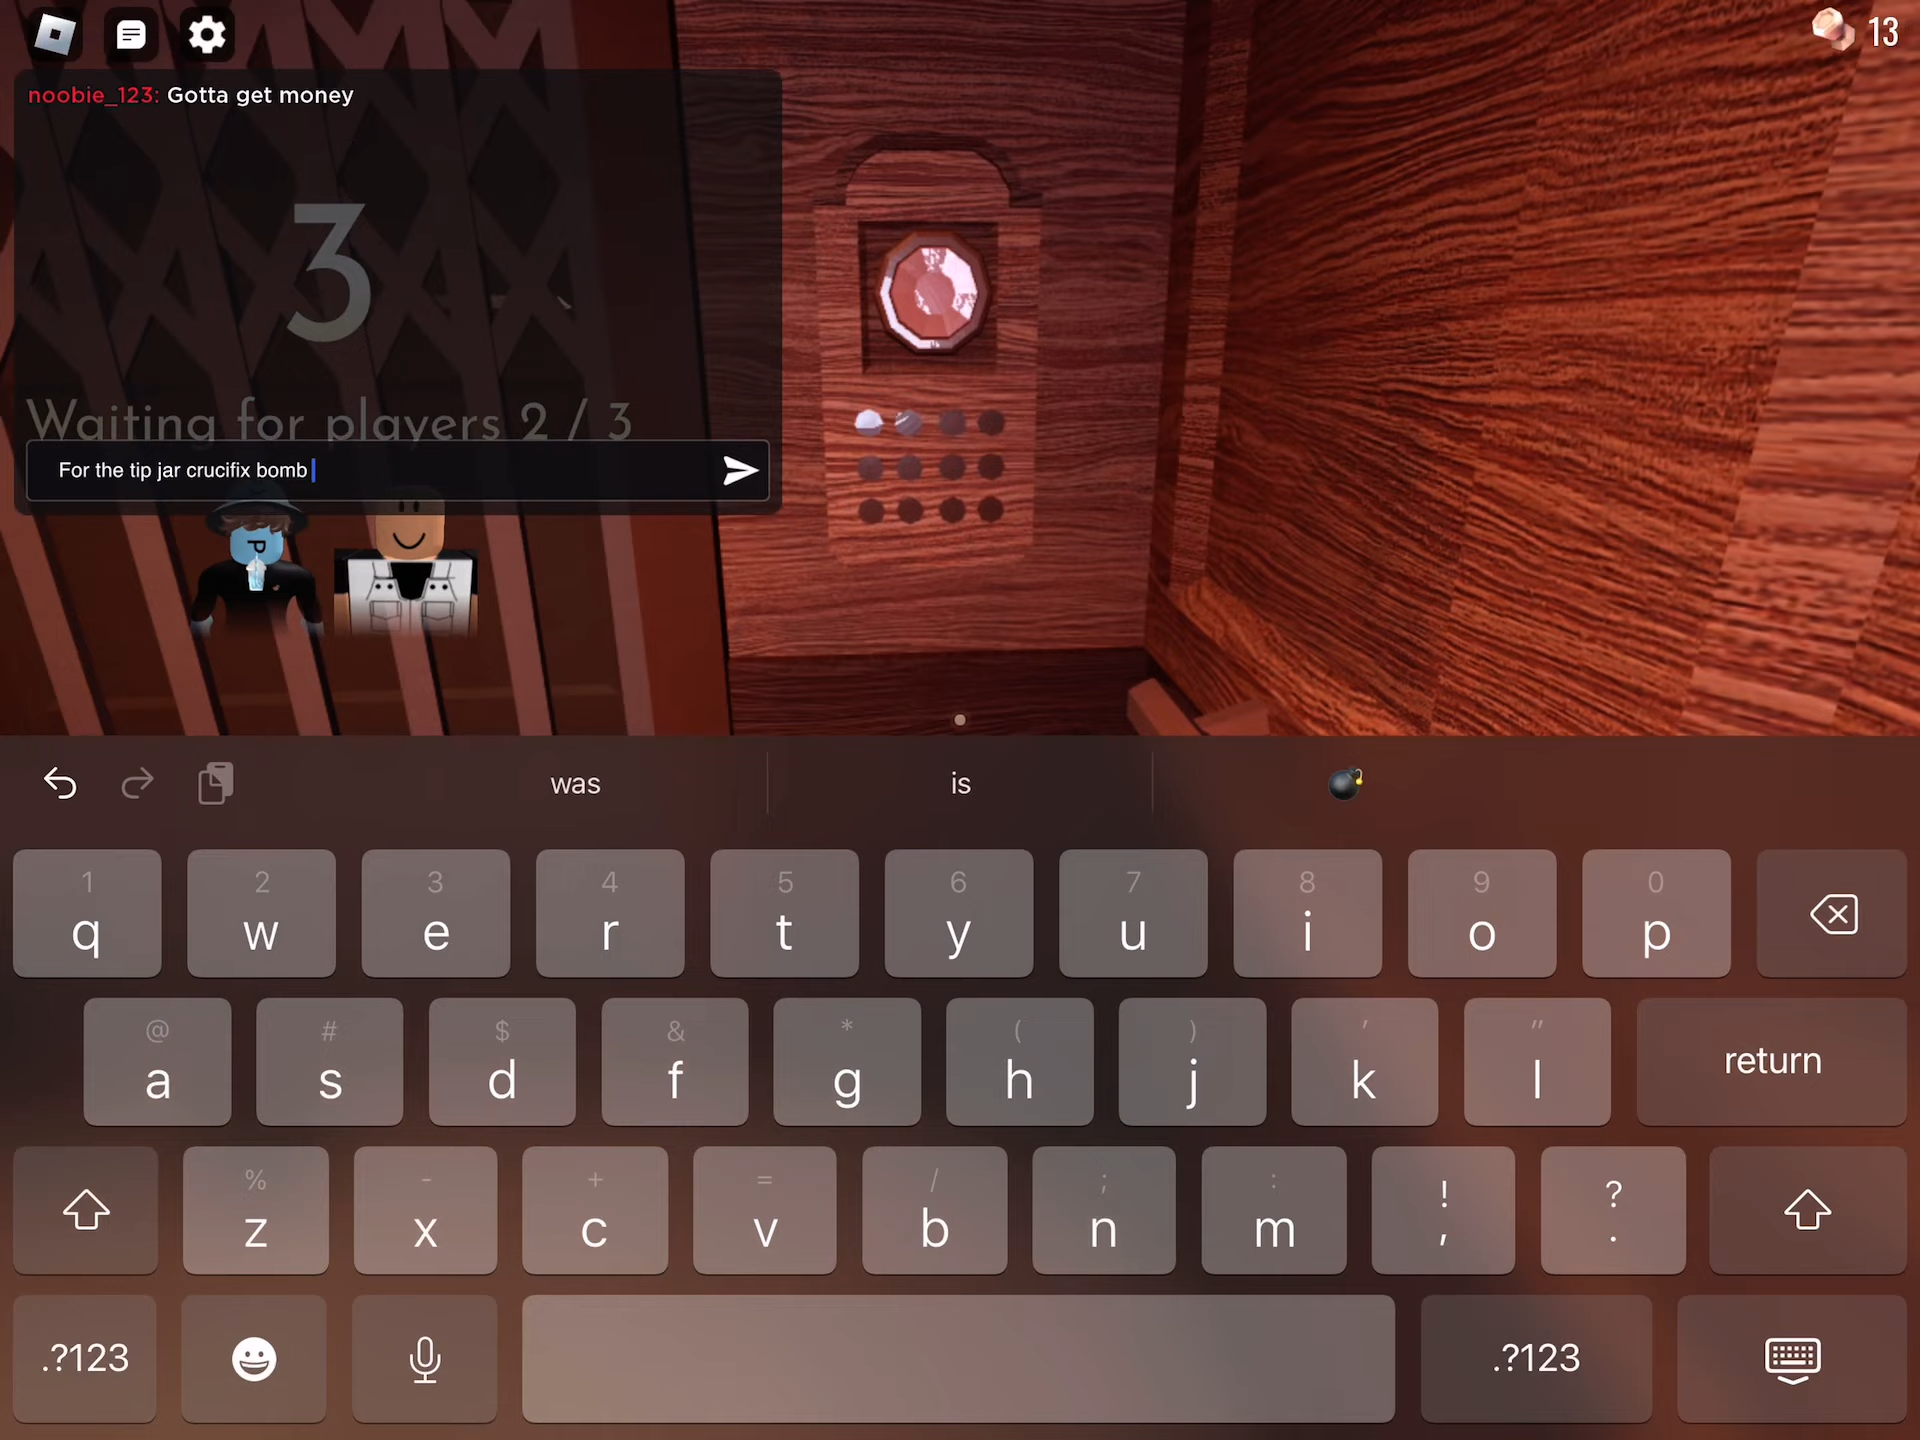 13
noobie_123: Gotta get money
3
Waiting for players 2 / 3
For the tip jar crucifix bomb
was is 💣
1 2 3 4 5 6 7 8 9 0
q w e r t y u i o p
@ # $ & * ( ) ' "
a s d f g h j k l return
% - + = / ; : ! ?
z x c v b n m , .
.?123 .?123